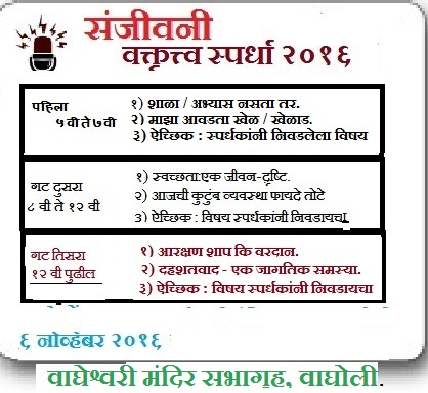 संजीवनी
वक्तृत्त्व स्पर्धा २०१६
पहिला
५ वी ते ७ वी
१) शाळा / अभ्यास नसता तर.
२) माझा आवडता खेळ / खेळाडू.
३) ऐच्छिक : स्पर्धकांनी निवडलेला विषय
गट दुसरा
८ वी ते १२ वी
१) स्वच्छता:एक जीवन-दृष्टि.
२) आजची कुटुंब व्यवस्था फायदे तोटे
३) ऐच्छिक : विषय स्पर्धकांनी निवडायचा
गट तिसरा
१२ वी पुढील
१) आरक्षण शाप कि वरदान.
२) दहशतवाद - एक जागतिक समस्या.
३) ऐच्छिक : विषय स्पर्धकांनी निवडायचा
६ नोव्हेंबर २०१६
वाघेश्वरी मंदिर सभागृह, वाघोली.